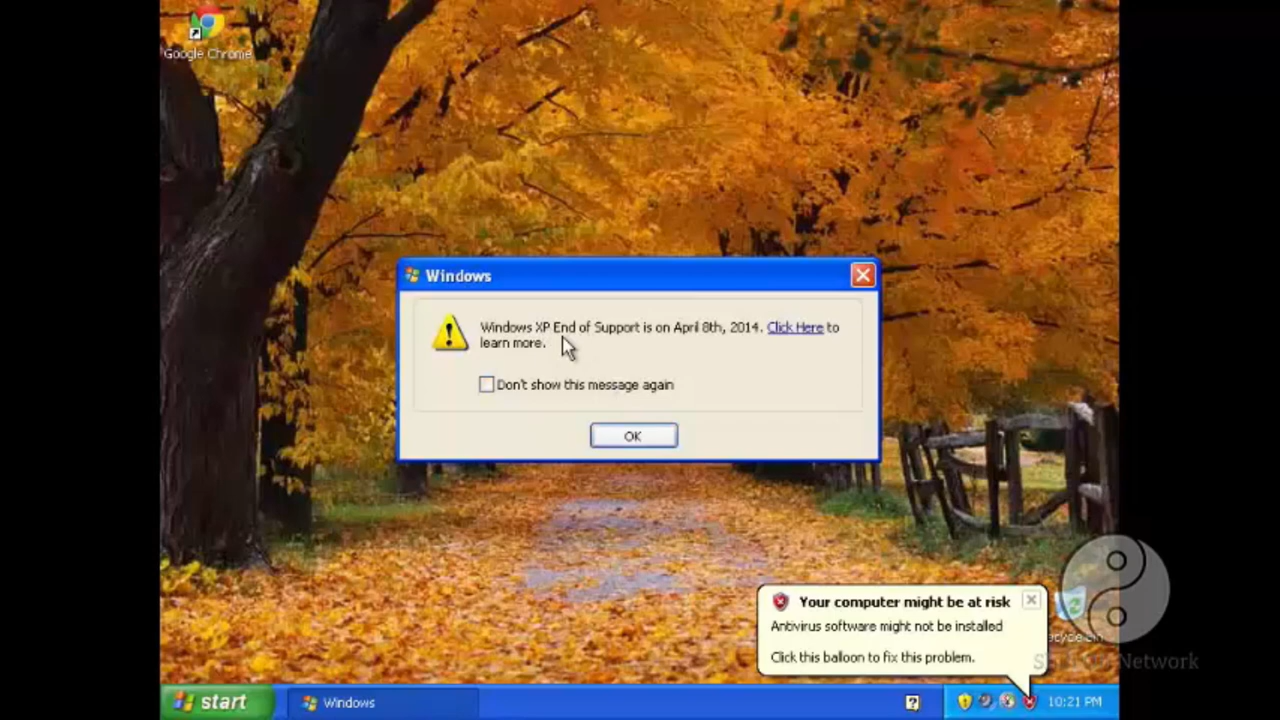 Google Chrome
Windows
Windows XP End of Support is on April 8th, 2014. Click Here to
learn more.
Don't show this message again
OK
Your computer might be at risk
Antivirus software might not be installed
Click this balloon to fix this problem.
Network
start
Windows
10:21 PM